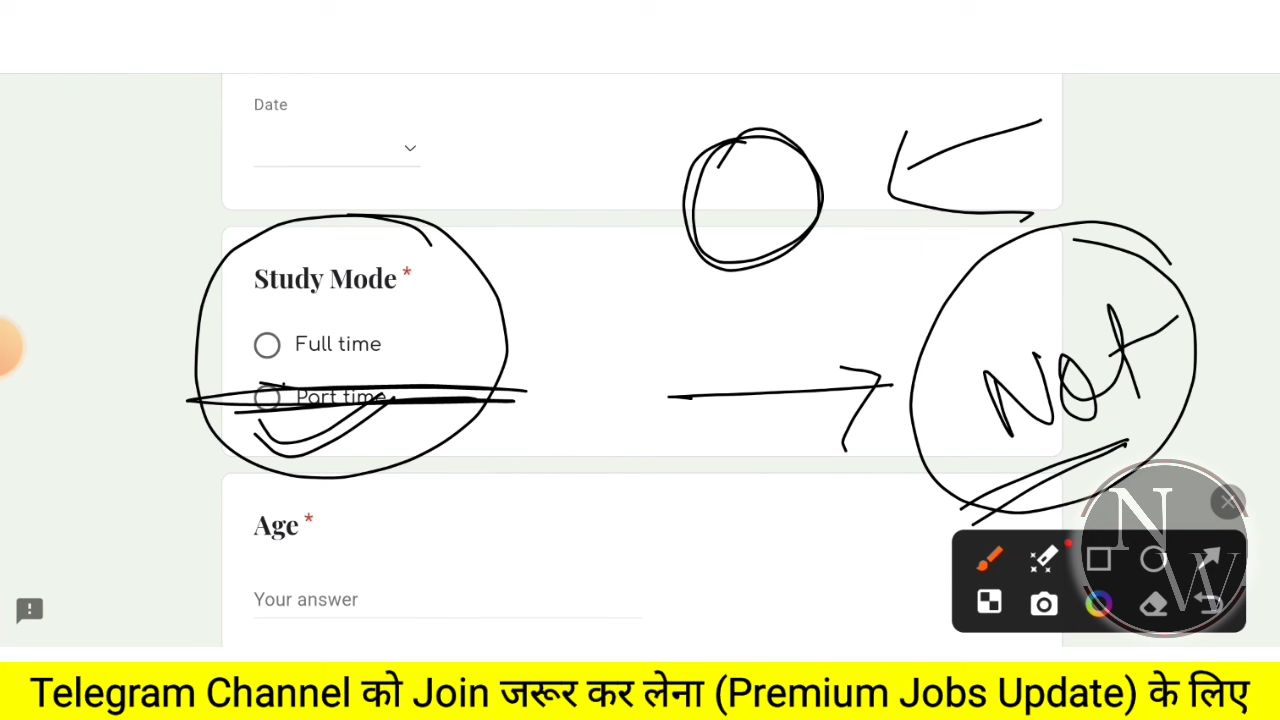 Date
Study Mode *
Full time
Part time
Not
Age *
Your answer
NW
Telegram Channel को Join जरूर कर लेना (Premium Jobs Update) के लिए